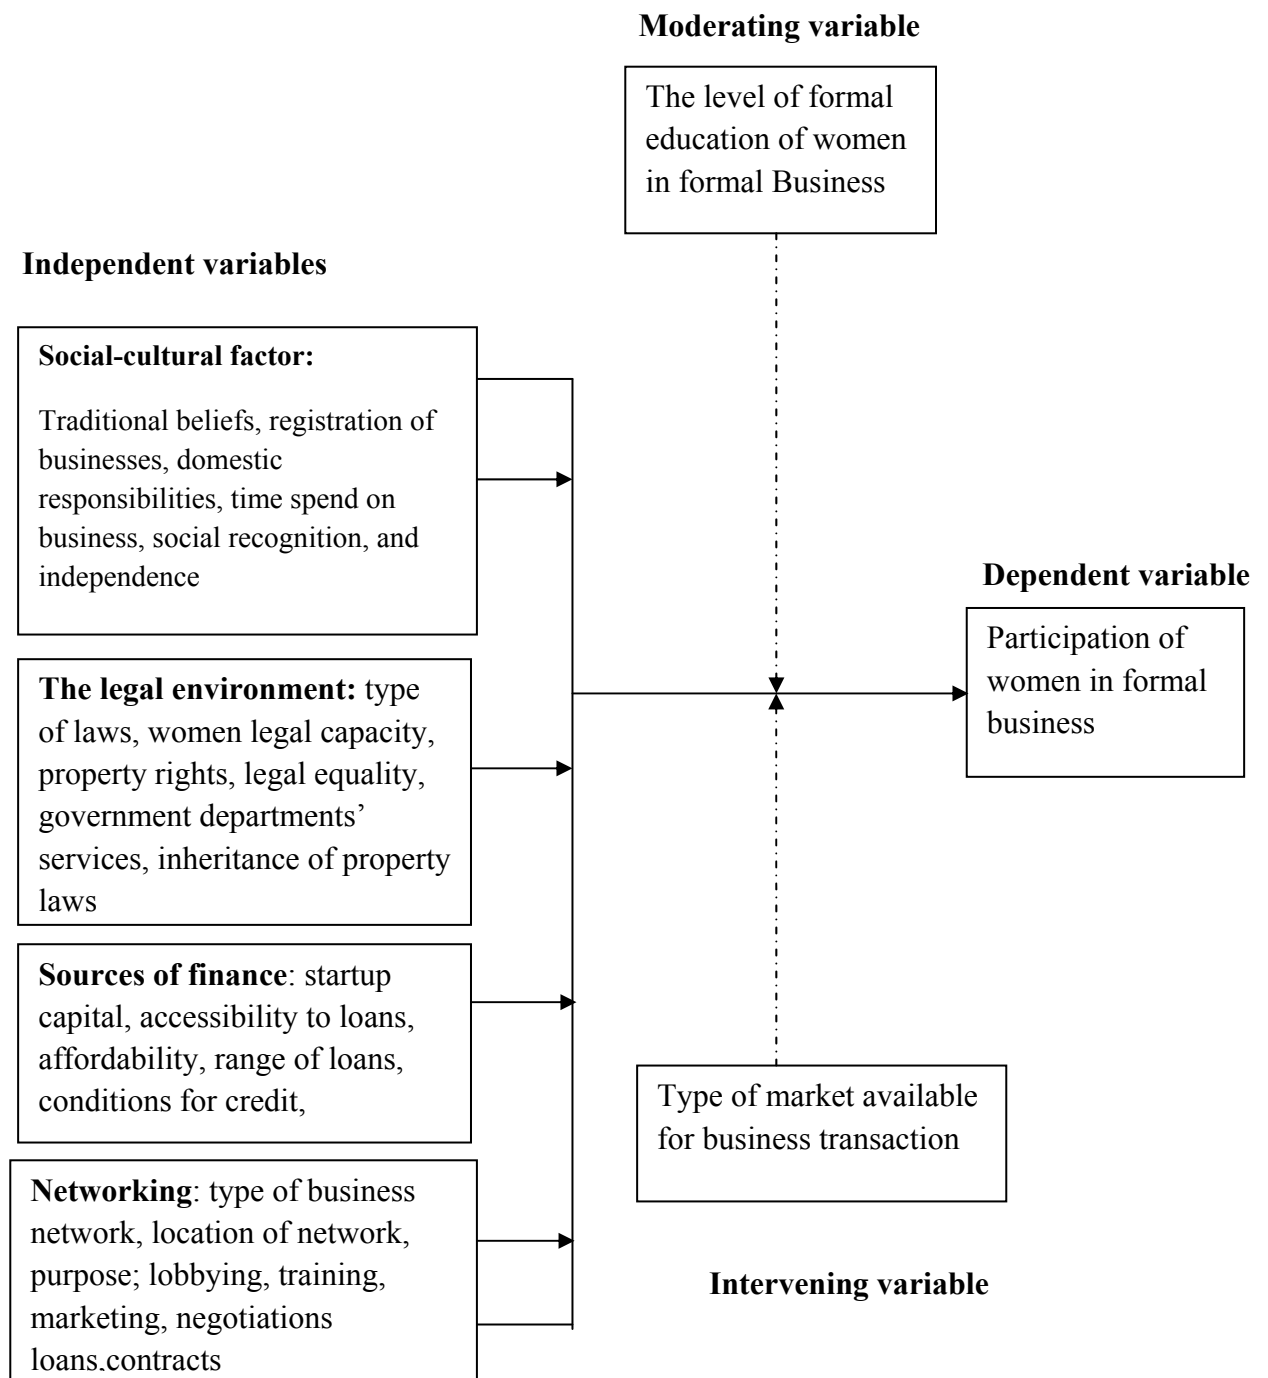 Moderating variable
The level of formal
education of women
in formal Business
Independent variables
Social-cultural factor:
Traditional beliefs, registration of
businesses, domestic
responsibilities, time spend on
business, social recognition, and
independence
Dependent variable
Participation of
women in formal
business
The legal environment: type
of laws, women legal capacity,
property rights, legal equality,
government departments’
services, inheritance of property
laws
Sources of finance: startup
capital, accessibility to loans,
affordability, range of loans,
conditions for credit,
Type of market available
for business transaction
Networking: type of business
network, location of network,
purpose; lobbying, training,
marketing, negotiations
loans.contracts
Intervening variable